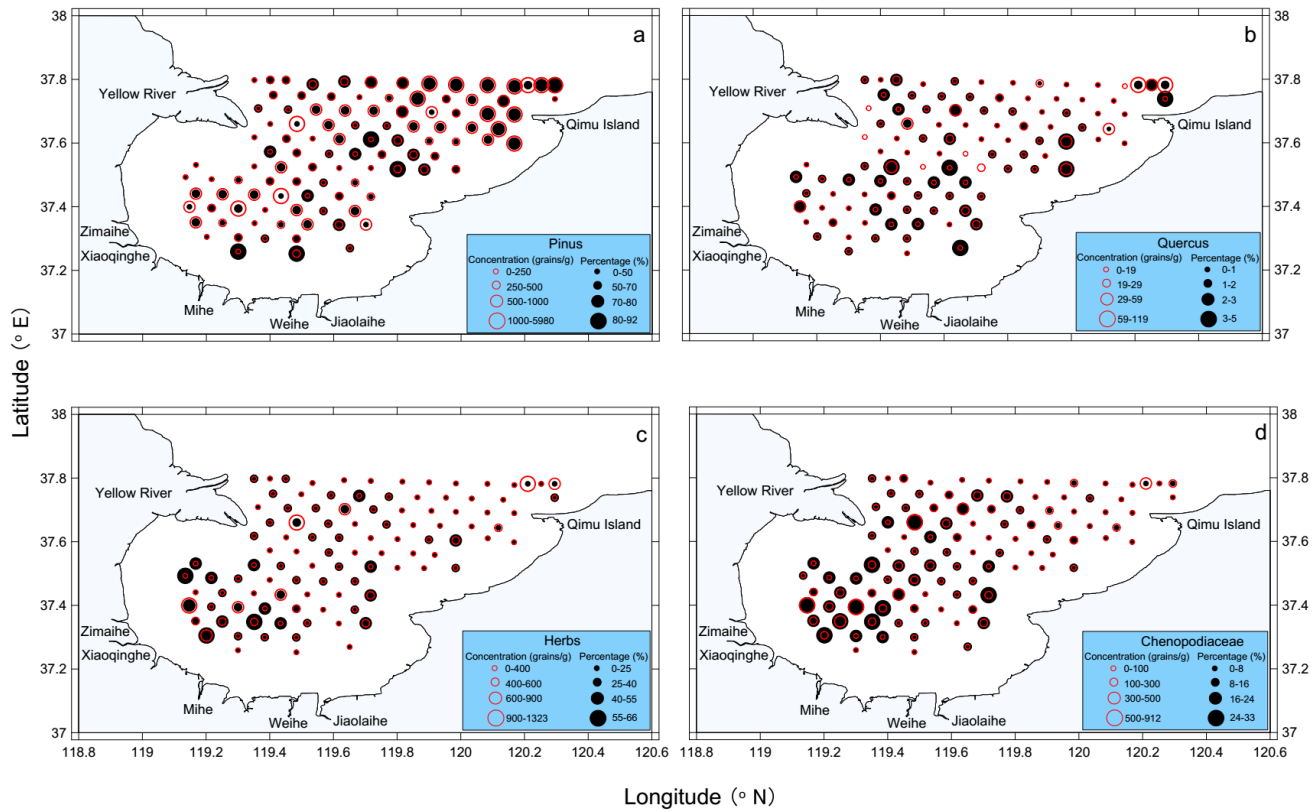 a
38
37.8
37.6
37.4
37.2
37
Yellow River
Qimu Island
Zimaihe
Xiaoqinghe
Mihe
Weihe
Jiaolaihe
Pinus
Concentration (grains/g) Percentage (%)
0-250 0-50
250-500 50-70
500-1000 70-80
1000-5980 80-92
b
38
37.8
37.6
37.4
37.2
37
Yellow River
Qimu Island
Zimaihe
Xiaoqinghe
Mihe
Weihe
Jiaolaihe
Quercus
Concentration (grains/g) Percentage (%)
0-19 0-1
19-29 1-2
29-59 2-3
59-119 3-5
Latitude (° E)
c
38
37.8
37.6
37.4
37.2
37
Yellow River
Qimu Island
Zimaihe
Xiaoqinghe
Mihe
Weihe
Jiaolaihe
Herbs
Concentration (grains/g) Percentage (%)
0-400 0-25
400-600 25-40
600-900 40-55
900-1323 55-66
118.8 119 119.2 119.4 119.6 119.8 120 120.2 120.4 120.6
d
38
37.8
37.6
37.4
37.2
37
Yellow River
Qimu Island
Zimaihe
Xiaoqinghe
Mihe
Weihe
Jiaolaihe
Chenopodiaceae
Concentration (grains/g) Percentage (%)
0-100 0-8
100-300 8-16
300-500 16-24
500-912 24-33
118.8 119 119.2 119.4 119.6 119.8 120 120.2 120.4 120.6
Longitude (° N)